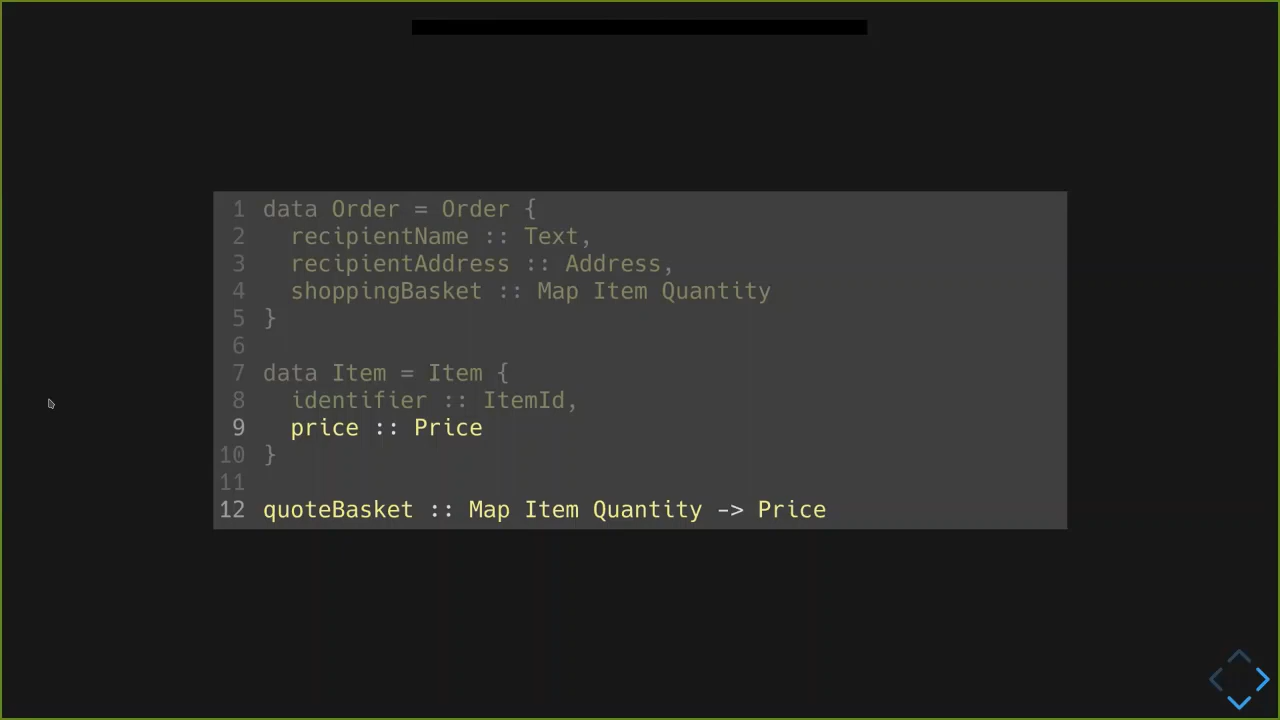 1 data Order = Order {
2   recipientName :: Text,
3   recipientAddress :: Address,
4   shoppingBasket :: Map Item Quantity
5 }
6
7 data Item = Item {
8   identifier :: ItemId,
9   price :: Price
10 }
11
12 quoteBasket :: Map Item Quantity -> Price